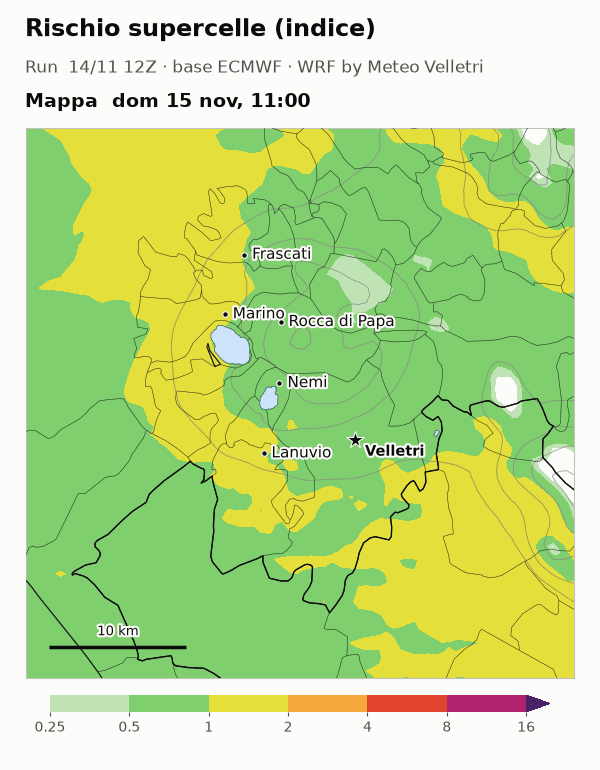 Rischio supercelle (indice)
Run  14/11 12Z · base ECMWF · WRF by Meteo Velletri
Mappa  dom 15 nov, 11:00
Frascati
Marino
Rocca di Papa
Nemi
Velletri
Lanuvio
10 km
0.25 0.5 1 2 4 8 16